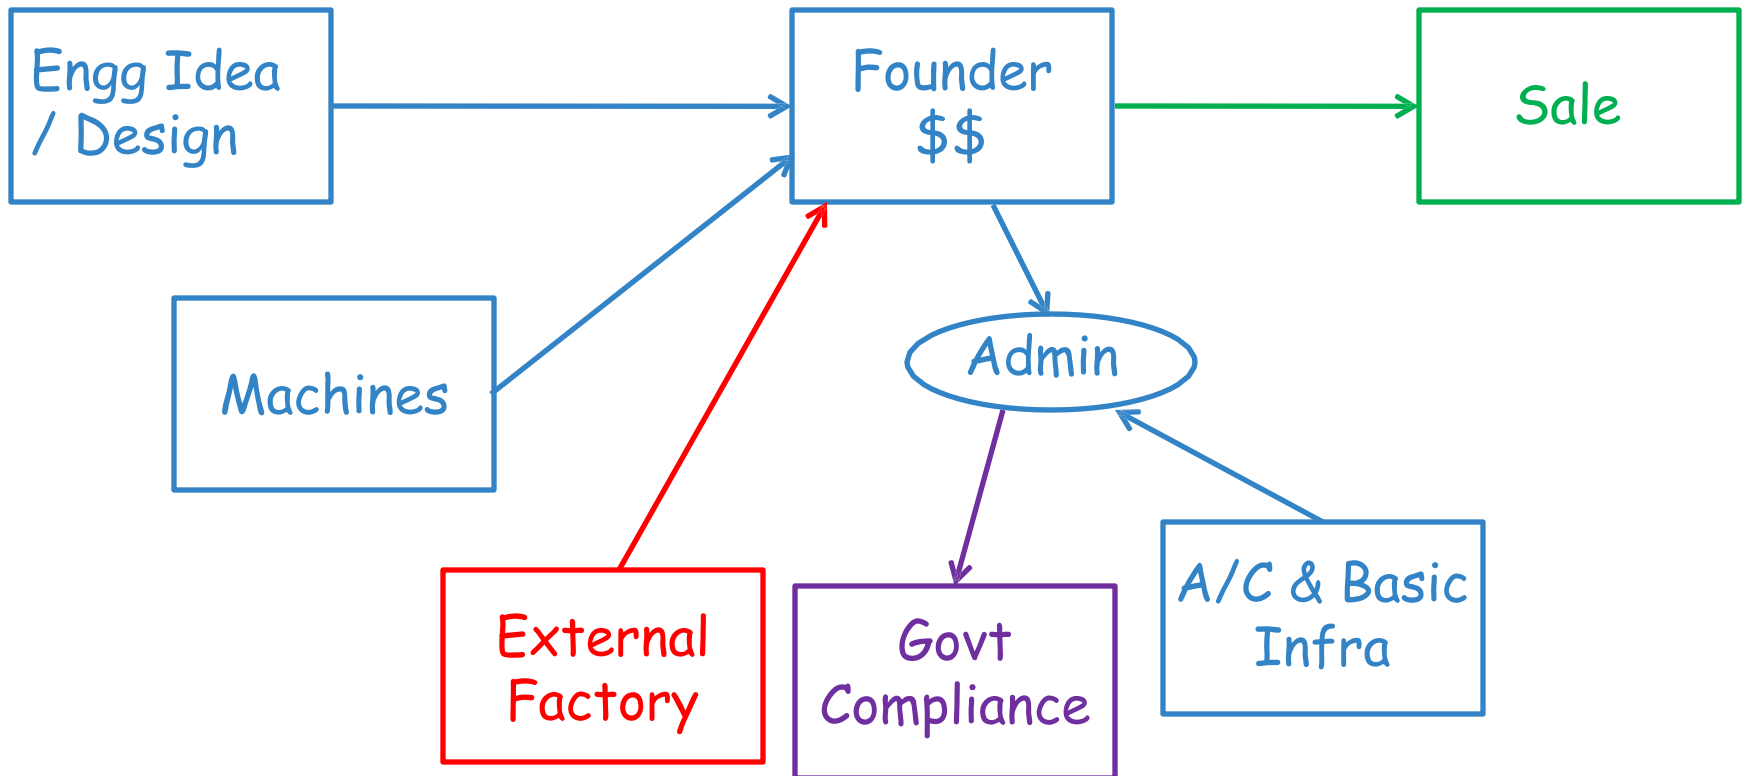 Engg Idea
/ Design
Founder
$$
Sale
Machines
Admin
External
Factory
Govt
Compliance
A/C & Basic
Infra